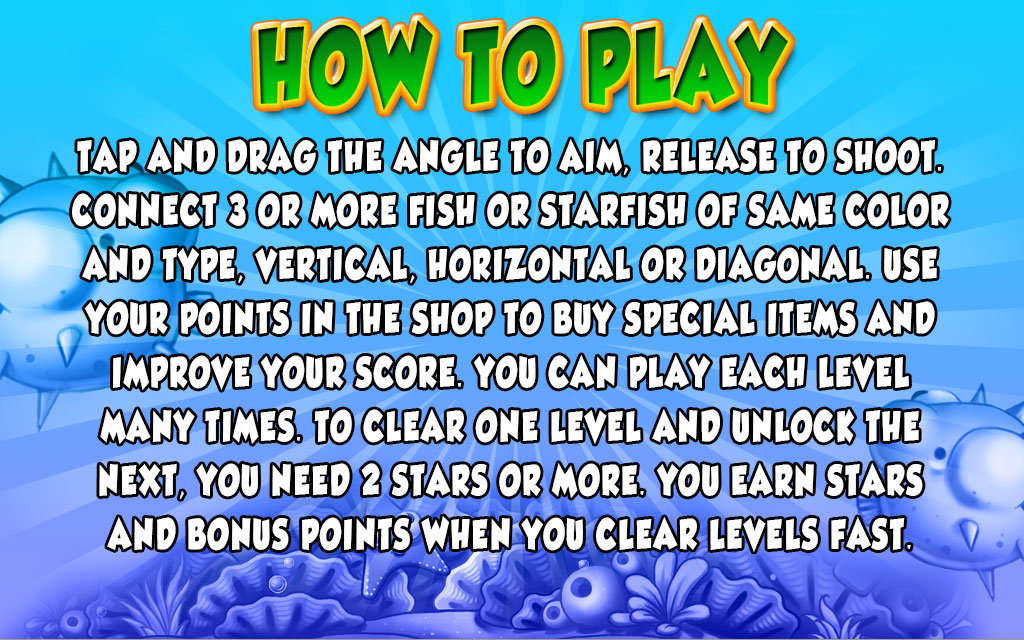 HOW TO PLAY
TAP AND DRAG THE ANGLE TO AIM, RELEASE TO SHOOT.
CONNECT 3 OR MORE FISH OR STARFISH OF SAME COLOR
AND TYPE, VERTICAL, HORIZONTAL OR DIAGONAL. USE
YOUR POINTS IN THE SHOP TO BUY SPECIAL ITEMS AND
IMPROVE YOUR SCORE. YOU CAN PLAY EACH LEVEL
MANY TIMES. TO CLEAR ONE LEVEL AND UNLOCK THE
NEXT, YOU NEED 2 STARS OR MORE. YOU EARN STARS
AND BONUS POINTS WHEN YOU CLEAR LEVELS FAST.